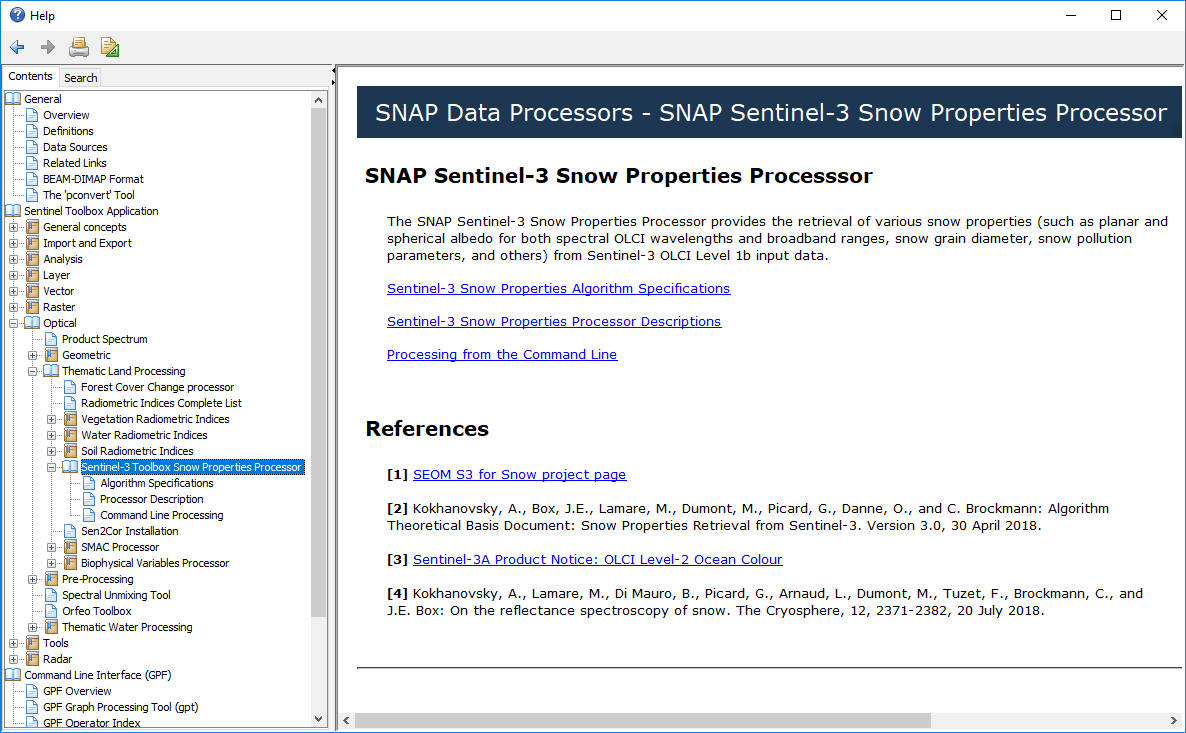 Help
Contents
Search
General
Overview
Definitions
Data Sources
Related Links
BEAM-DIMAP Format
The 'pconvert' Tool
Sentinel Toolbox Application
General concepts
Import and Export
Analysis
Layer
Vector
Raster
Optical
Product Spectrum
Geometric
Thematic Land Processing
Forest Cover Change processor
Radiometric Indices Complete List
Vegetation Radiometric Indices
Water Radiometric Indices
Soil Radiometric Indices
Sentinel-3 Toolbox Snow Properties Processor
Algorithm Specifications
Processor Description
Command Line Processing
Sen2Cor Installation
SMAC Processor
Biophysical Variables Processor
Pre-Processing
Spectral Unmixing Tool
Orfeo Toolbox
Thematic Water Processing
Tools
Radar
Command Line Interface (GPF)
GPF Overview
GPF Graph Processing Tool (gpt)
GPF Operator Index
SNAP Data Processors - SNAP Sentinel-3 Snow Properties Processor
SNAP Sentinel-3 Snow Properties Processsor
The SNAP Sentinel-3 Snow Properties Processor provides the retrieval of various snow properties (such as planar and
spherical albedo for both spectral OLCI wavelengths and broadband ranges, snow grain diameter, snow pollution
parameters, and others) from Sentinel-3 OLCI Level 1b input data.
Sentinel-3 Snow Properties Algorithm Specifications
Sentinel-3 Snow Properties Processor Descriptions
Processing from the Command Line
References
[1] SEOM S3 for Snow project page
[2] Kokhanovsky, A., Box, J.E., Lamare, M., Dumont, M., Picard, G., Danne, O., and C. Brockmann: Algorithm
Theoretical Basis Document: Snow Properties Retrieval from Sentinel-3. Version 3.0, 30 April 2018.
[3] Sentinel-3A Product Notice: OLCI Level-2 Ocean Colour
[4] Kokhanovsky, A., Lamare, M., Di Mauro, B., Picard, G., Arnaud, L., Dumont, M., Tuzet, F., Brockmann, C., and
J.E. Box: On the reflectance spectroscopy of snow. The Cryosphere, 12, 2371-2382, 20 July 2018.